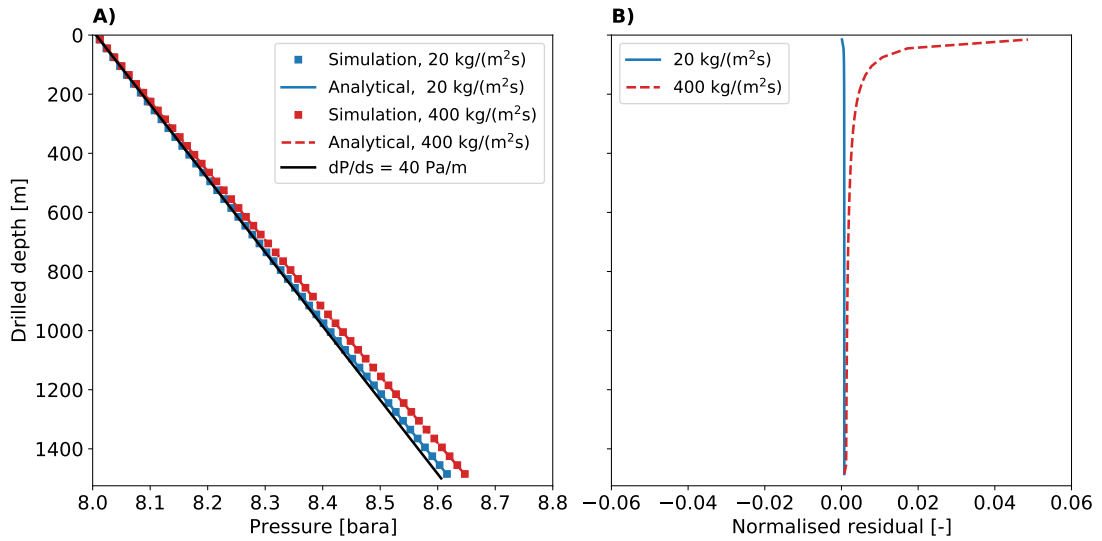 A)
0
200
400
600
800
1000
1200
1400
Drilled depth [m]
Simulation, 20 kg/(m²s)
Analytical,  20 kg/(m²s)
Simulation, 400 kg/(m²s)
Analytical, 400 kg/(m²s)
dP/ds = 40 Pa/m
8.0 8.1 8.2 8.3 8.4 8.5 8.6 8.7 8.8
Pressure [bara]
B)
20 kg/(m²s)
400 kg/(m²s)
−0.06 −0.04 −0.02 0.00 0.02 0.04 0.06
Normalised residual [-]